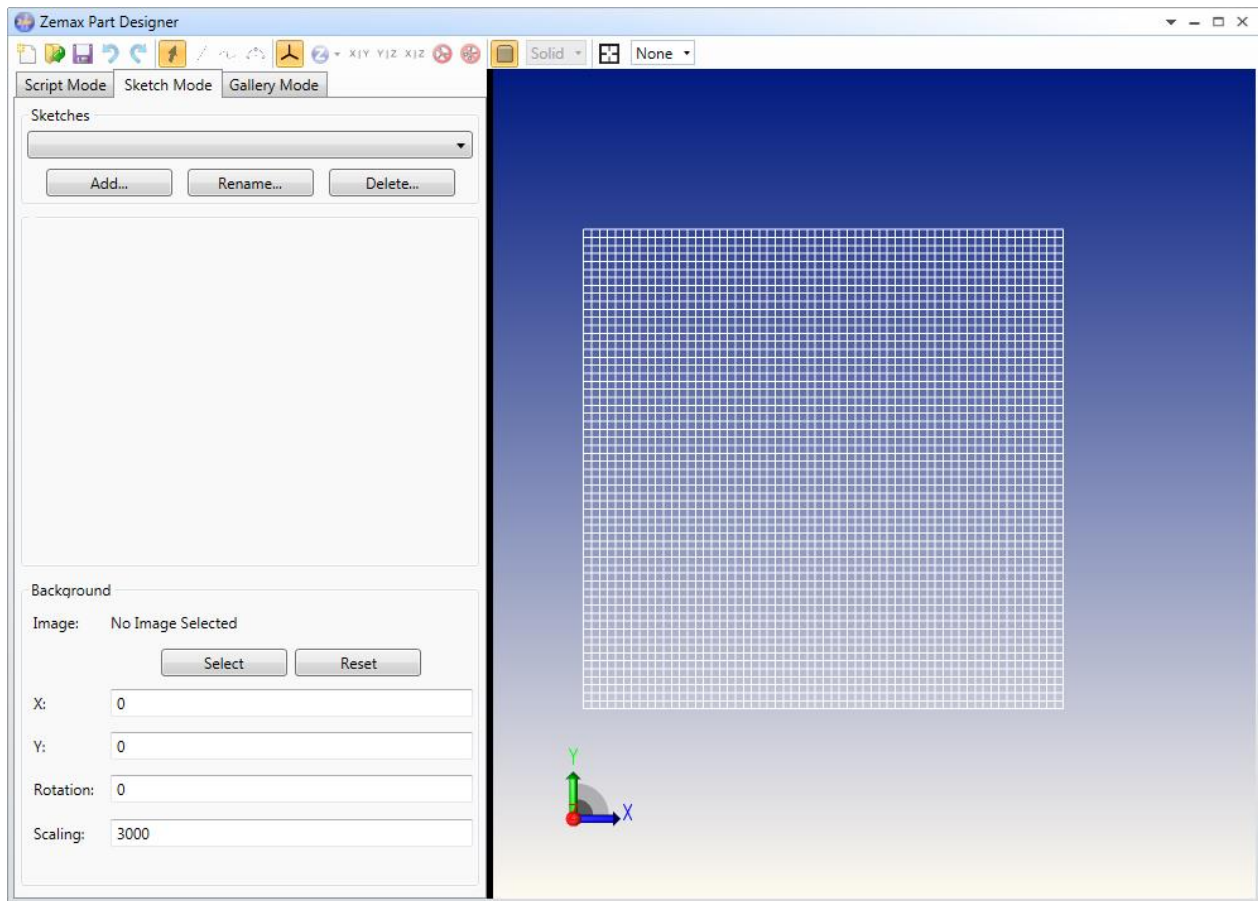 Zemax Part Designer
Z X|Y Y|Z X|Z Solid None
Script Mode Sketch Mode Gallery Mode
Sketches
Add... Rename... Delete...
Background
Image: No Image Selected
Select Reset
X: 0
Y: 0
Rotation: 0
Scaling: 3000
Y
X